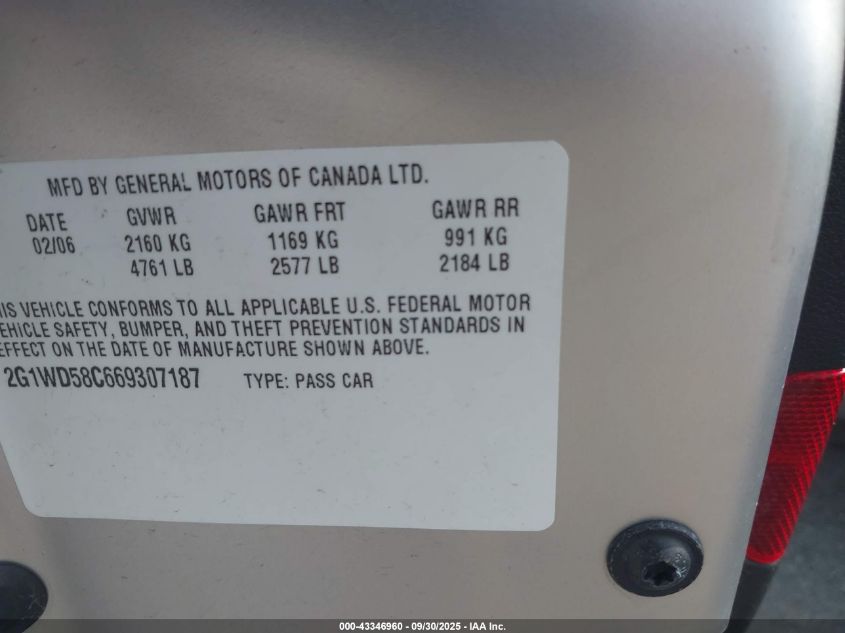 MFD BY GENERAL MOTORS OF CANADA LTD.
DATE GVWR GAWR FRT GAWR RR
02/06 2160 KG 1169 KG 991 KG
4761 LB 2577 LB 2184 LB
IS VEHICLE CONFORMS TO ALL APPLICABLE U.S. FEDERAL MOTOR
EHICLE SAFETY, BUMPER, AND THEFT PREVENTION STANDARDS IN
EFFECT ON THE DATE OF MANUFACTURE SHOWN ABOVE.
2G1WD58C669307187 TYPE: PASS CAR
000-43346960 - 09/30/2025 - IAA Inc.